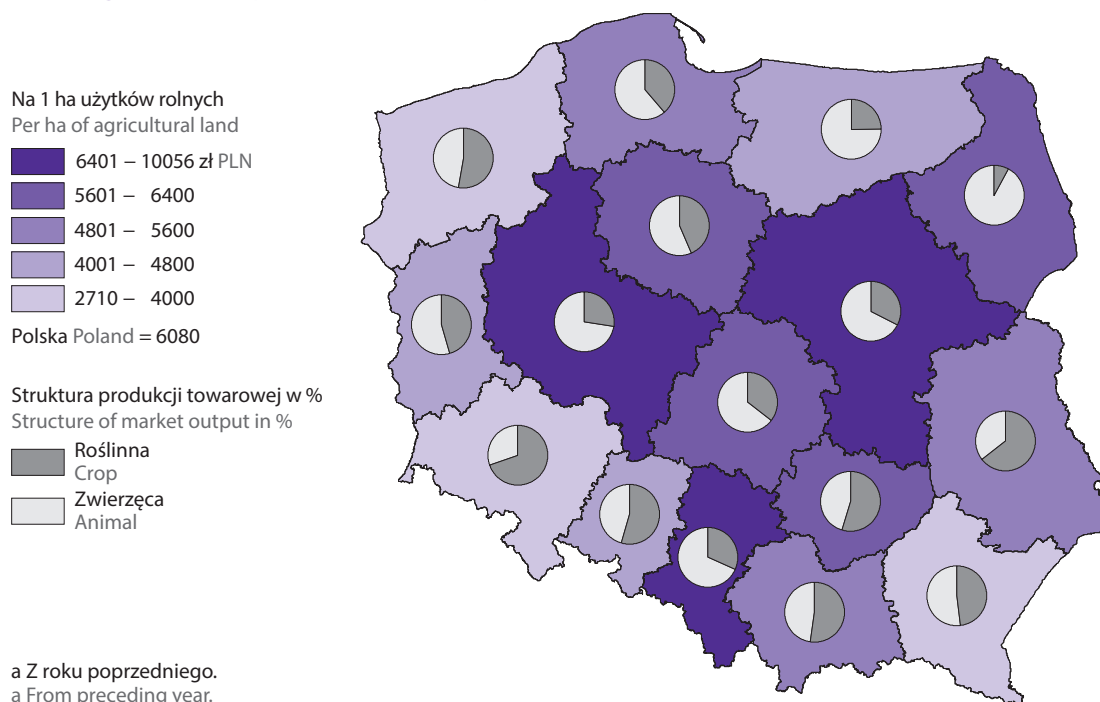 Na 1 ha użytków rolnych
Per ha of agricultural land
6401 – 10056 zł PLN
5601 – 6400
4801 – 5600
4001 – 4800
2710 – 4000
Polska Poland = 6080
Struktura produkcji towarowej w %
Structure of market output in %
Roślinna
Crop
Zwierzęca
Animal
a Z roku poprzedniego.
a From preceding year.